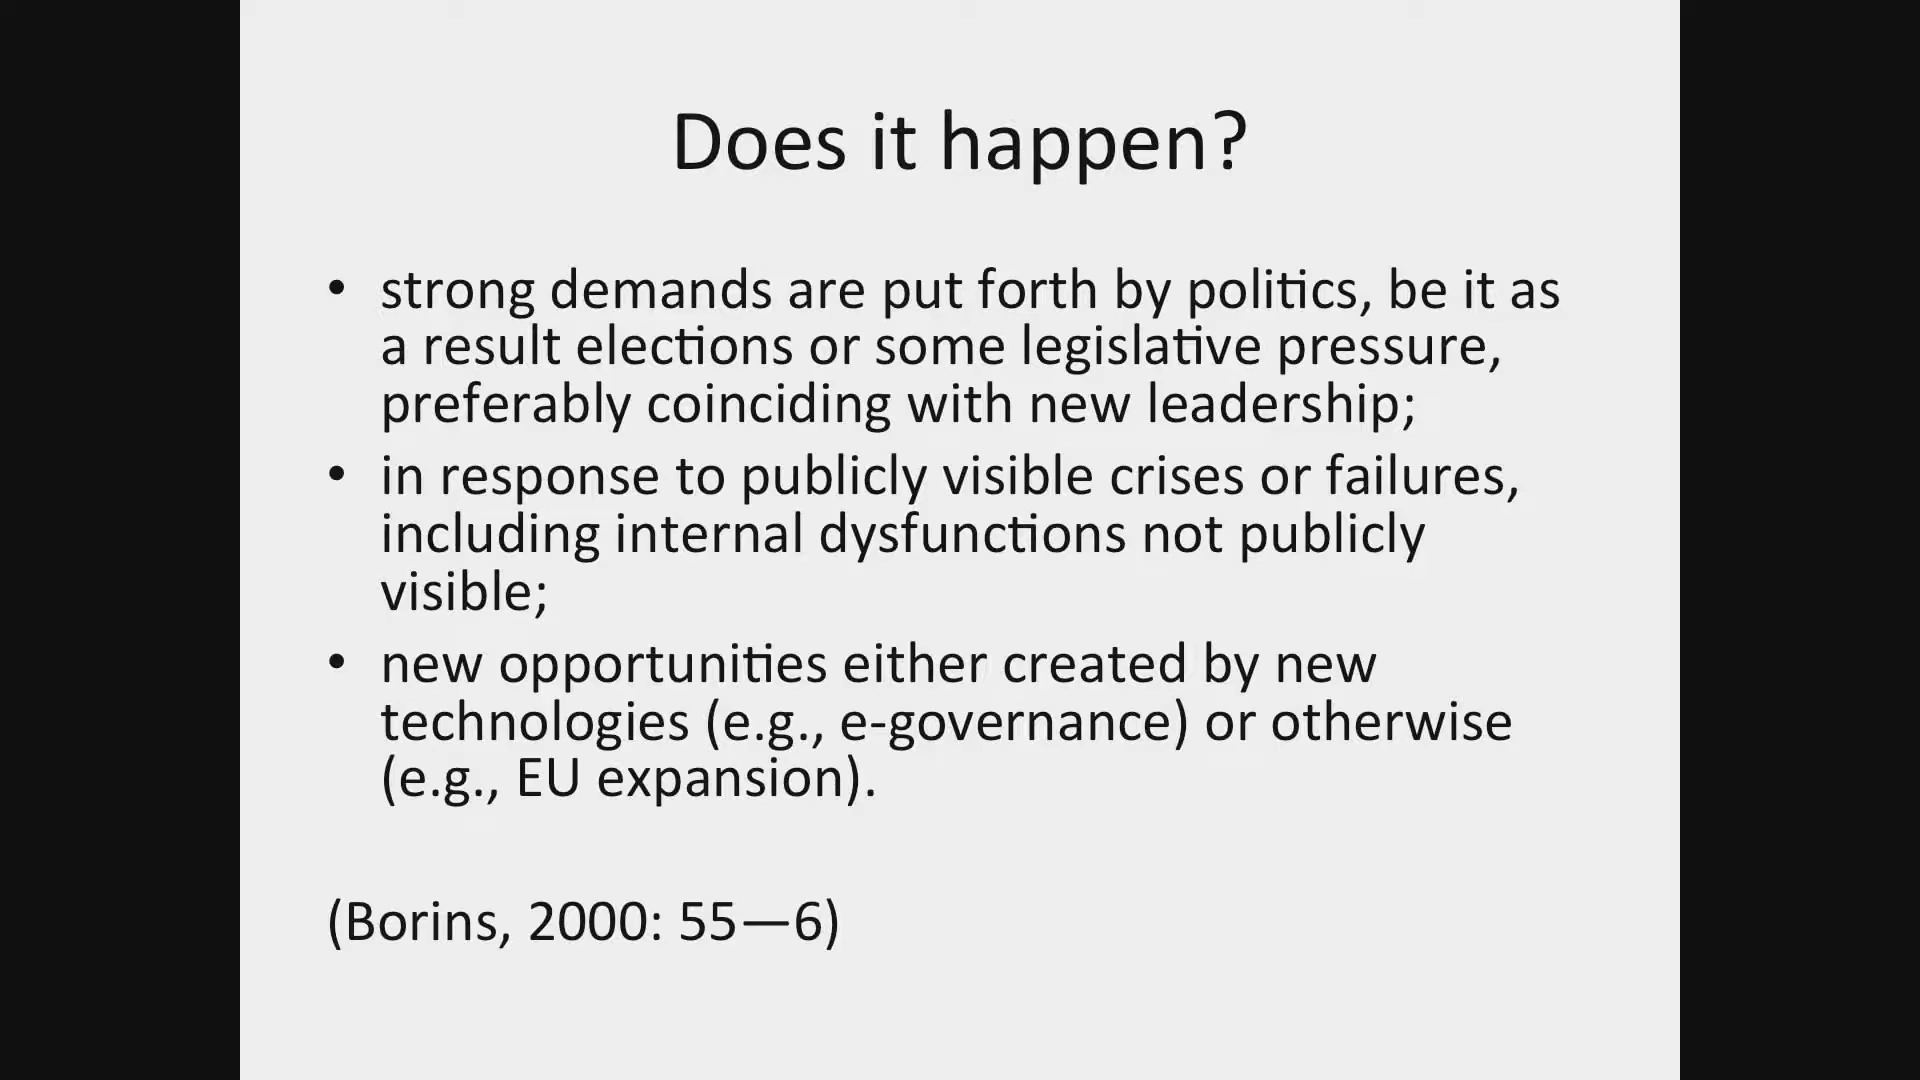 Does it happen?
• strong demands are put forth by politics, be it as
a result elections or some legislative pressure,
preferably coinciding with new leadership;
• in response to publicly visible crises or failures,
including internal dysfunctions not publicly
visible;
• new opportunities either created by new
technologies (e.g., e-governance) or otherwise
(e.g., EU expansion).
(Borins, 2000: 55—6)